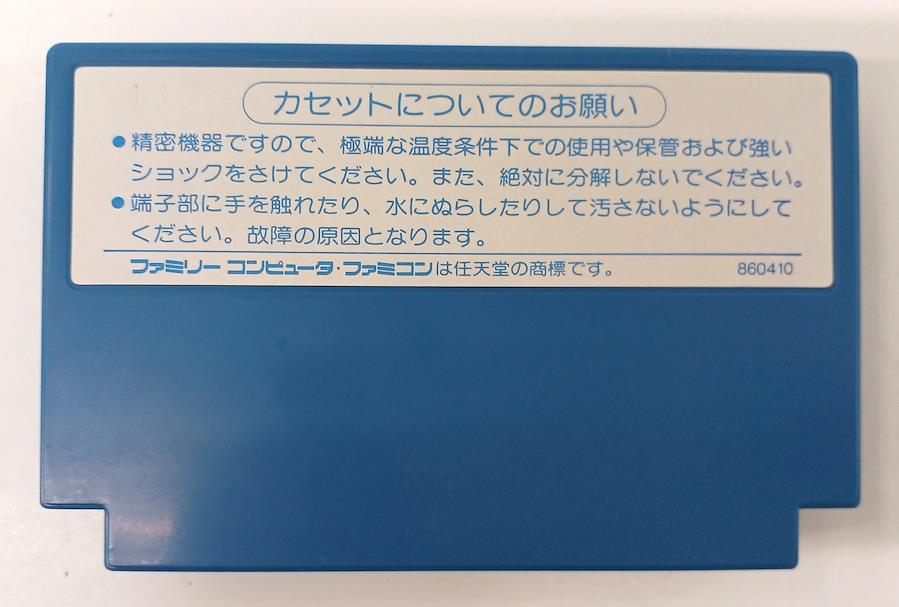 カセットについてのお願い
●精密機器ですので、極端な温度条件下での使用や保管および強い
ショックをさけてください。また、絶対に分解しないでください。
●端子部に手を触れたり、水にぬらしたりして汚さないようにして
ください。故障の原因となります。
ファミリー コンピュータ・ファミコンは任天堂の商標です。 860410